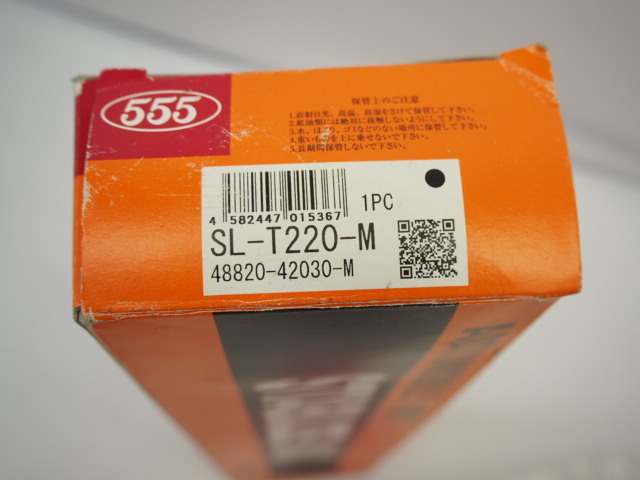 555
保管上のご注意
1.直射日光、高温、高湿をさけて保管して下さい。
2.鉱油類には絶対に接触しないようにして下さい。
3.水、ほこり、ゴミなどのない場所に保管して下さい。
4.重いものを上に乗せないで下さい。
5.長期間保管しないで下さい。
4 582447 015367
1PC
SL-T220-M
48820-42030-M